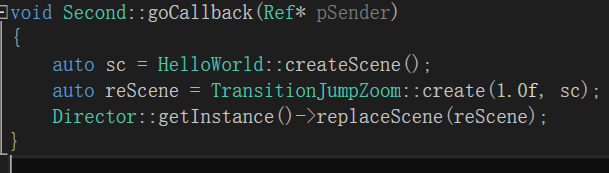 void Second::goCallback(Ref* pSender)
{
    auto sc = HelloWorld::createScene();
    auto reScene = TransitionJumpZoom::create(1.0f, sc);
    Director::getInstance()->replaceScene(reScene);
}